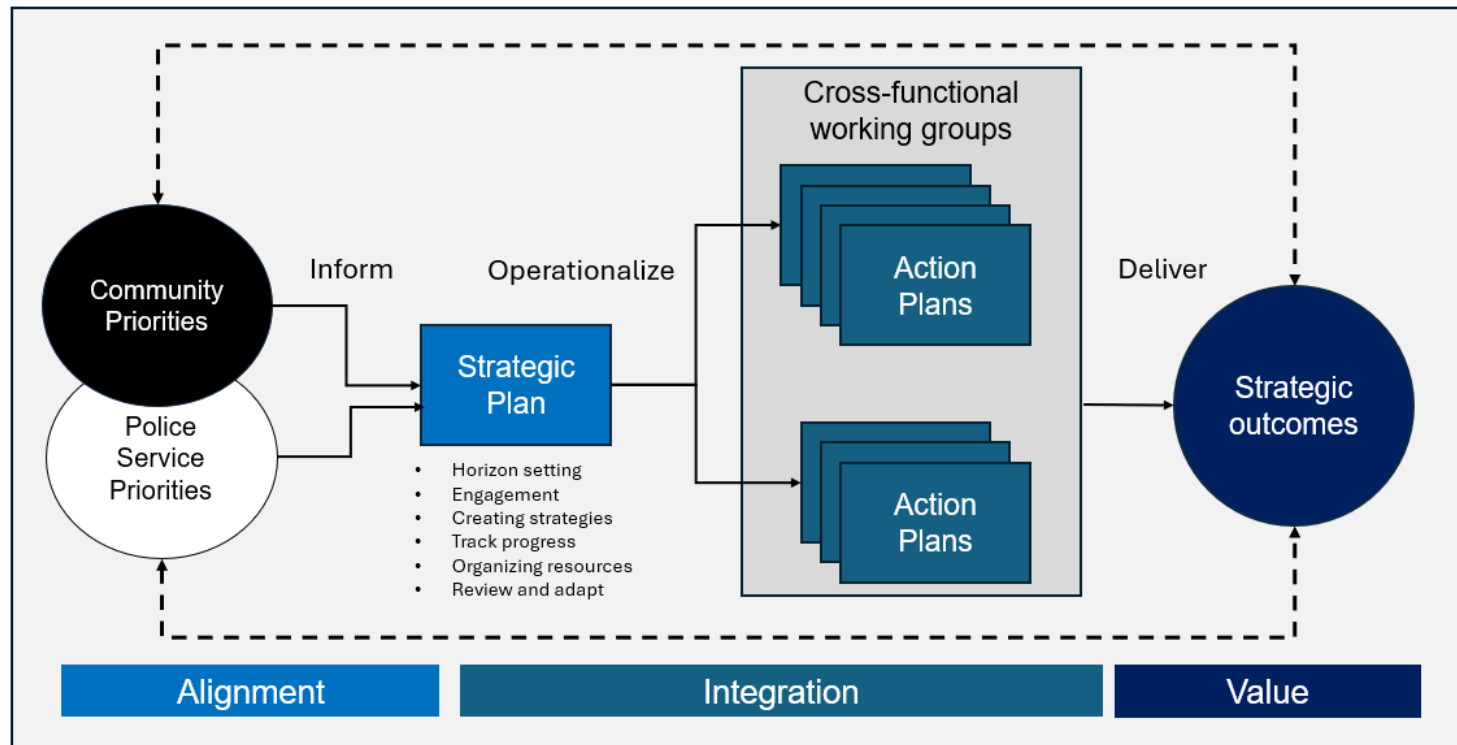 Cross-functional
working groups
Community
Priorities
Police
Service
Priorities
Inform
Operationalize
Strategic
Plan
• Horizon setting
• Engagement
• Creating strategies
• Track progress
• Organizing resources
• Review and adapt
Action
Plans
Action
Plans
Deliver
Strategic
outcomes
Alignment
Integration
Value